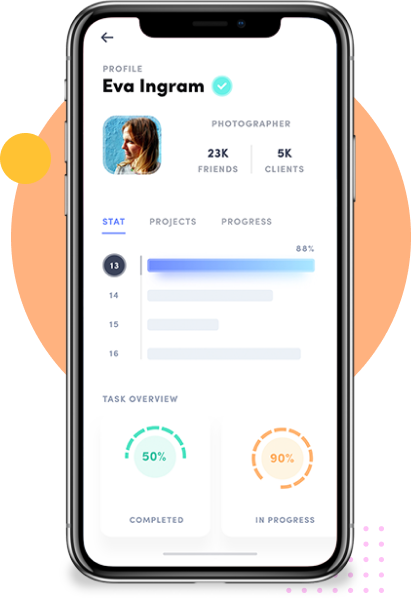 PROFILE
Eva Ingram
PHOTOGRAPHER
23K 5K
FRIENDS CLIENTS
STAT PROJECTS PROGRESS
88%
13
14
15
16
TASK OVERVIEW
50% 90%
COMPLETED IN PROGRESS